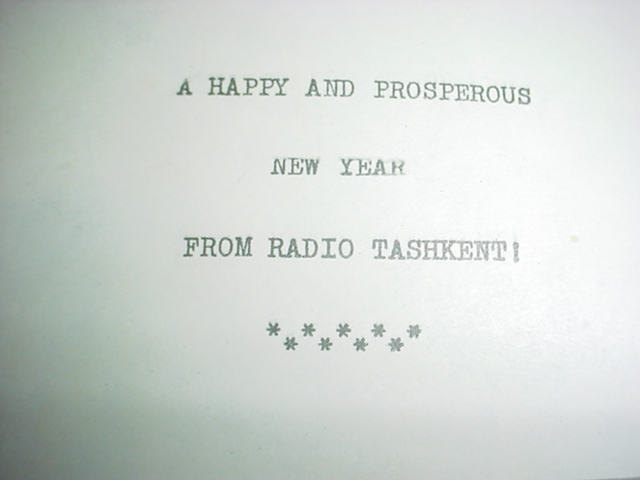 A HAPPY AND PROSPEROUS
NEW YEAR
FROM RADIO TASHKENT!
* * * * *
* * * *